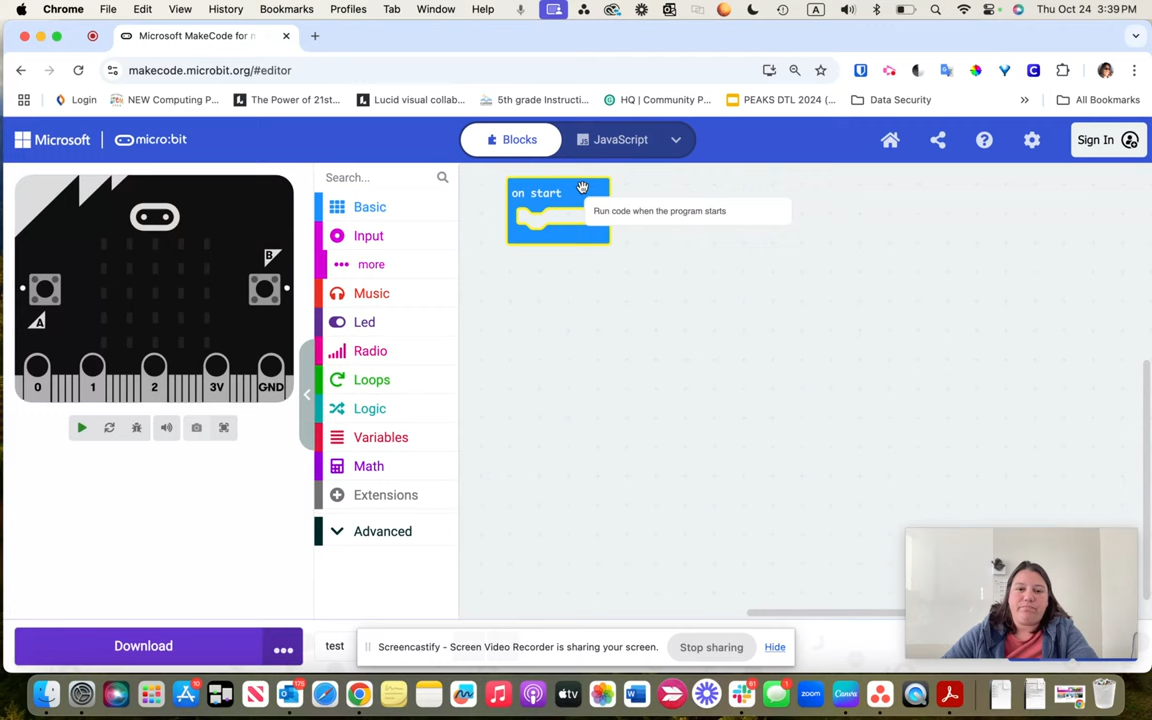 Chrome File Edit View History Bookmarks Profiles Tab Window Help A Thu Oct 24 3:39 PM
Microsoft MakeCode for m
makecode.microbit.org/#editor
Login NEW Computing P... The Power of 21st... Lucid visual collab... 5th grade Instructi... HQ | Community P... PEAKS DTL 2024 (... Data Security All Bookmarks
Microsoft micro:bit Blocks JavaScript Sign In
Search...
on start
Run code when the program starts
Basic
Input
more
Music
Led
Radio
Loops
Logic
Variables
Math
Extensions
Advanced
A
B
0 1 2 3V GND
Download
test
Screencastify - Screen Video Recorder is sharing your screen. Stop sharing Hide
zoom
Canva